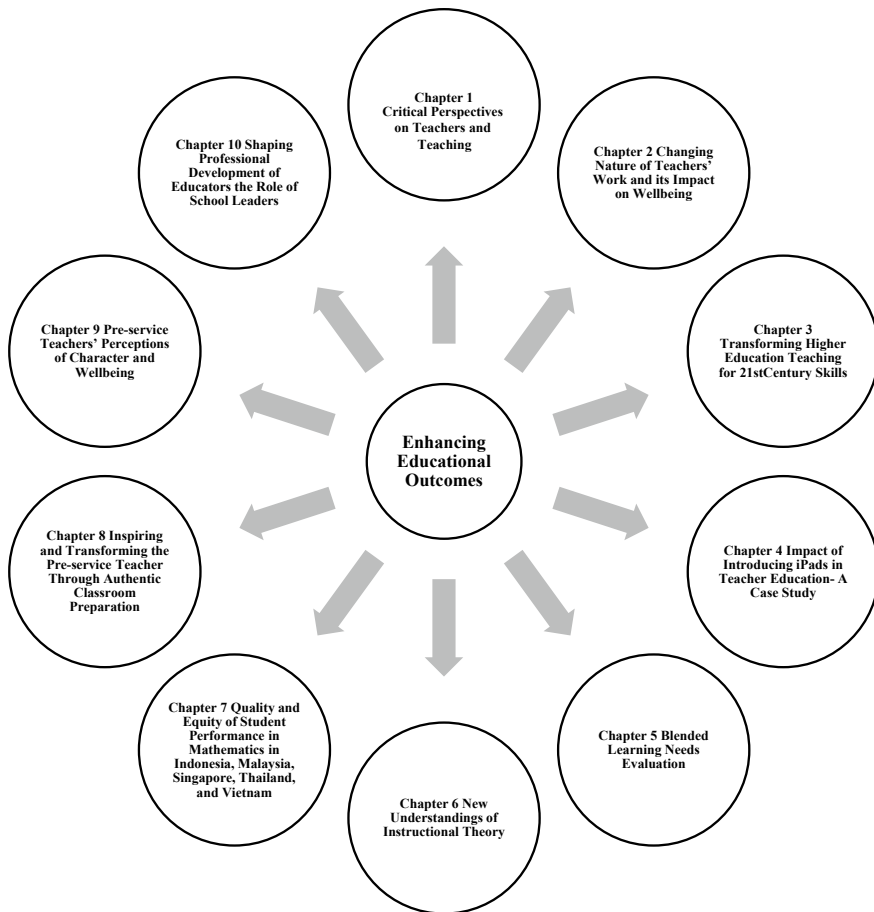 Chapter 1
Critical Perspectives
on Teachers and
Teaching
Chapter 2 Changing
Nature of Teachers’
Work and its Impact
on Wellbeing
Chapter 3
Transforming Higher
Education Teaching
for 21stCentury Skills
Chapter 4 Impact of
Introducing iPads in
Teacher Education- A
Case Study
Chapter 5 Blended
Learning Needs
Evaluation
Chapter 6 New
Understandings of
Instructional Theory
Chapter 7 Quality and
Equity of Student
Performance in
Mathematics in
Indonesia, Malaysia,
Singapore, Thailand,
and Vietnam
Chapter 8 Inspiring
and Transforming the
Pre-service Teacher
Through Authentic
Classroom
Preparation
Chapter 9 Pre-service
Teachers’ Perceptions
of Character and
Wellbeing
Chapter 10 Shaping
Professional
Development of
Educators the Role of
School Leaders
Enhancing
Educational
Outcomes